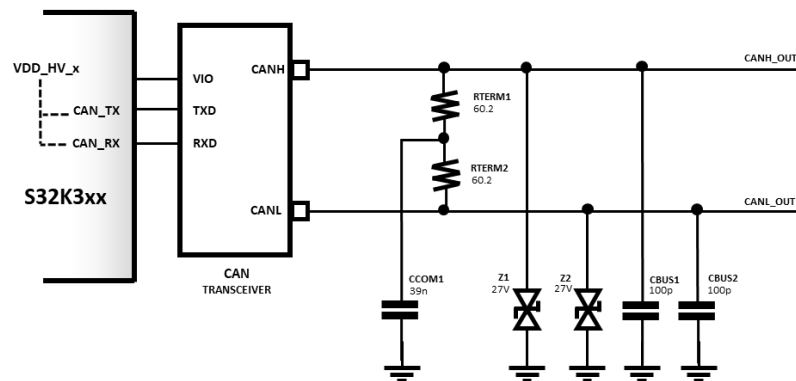 VDD_HV_x
CAN_TX
CAN_RX
S32K3xx
VIO
TXD
RXD
CANH
CANL
CAN
TRANSCEIVER
CANH_OUT
RTERM1
60.2
RTERM2
60.2
CANL_OUT
CCOM1
39n
Z1
27V
Z2
27V
CBUS1
100p
CBUS2
100p